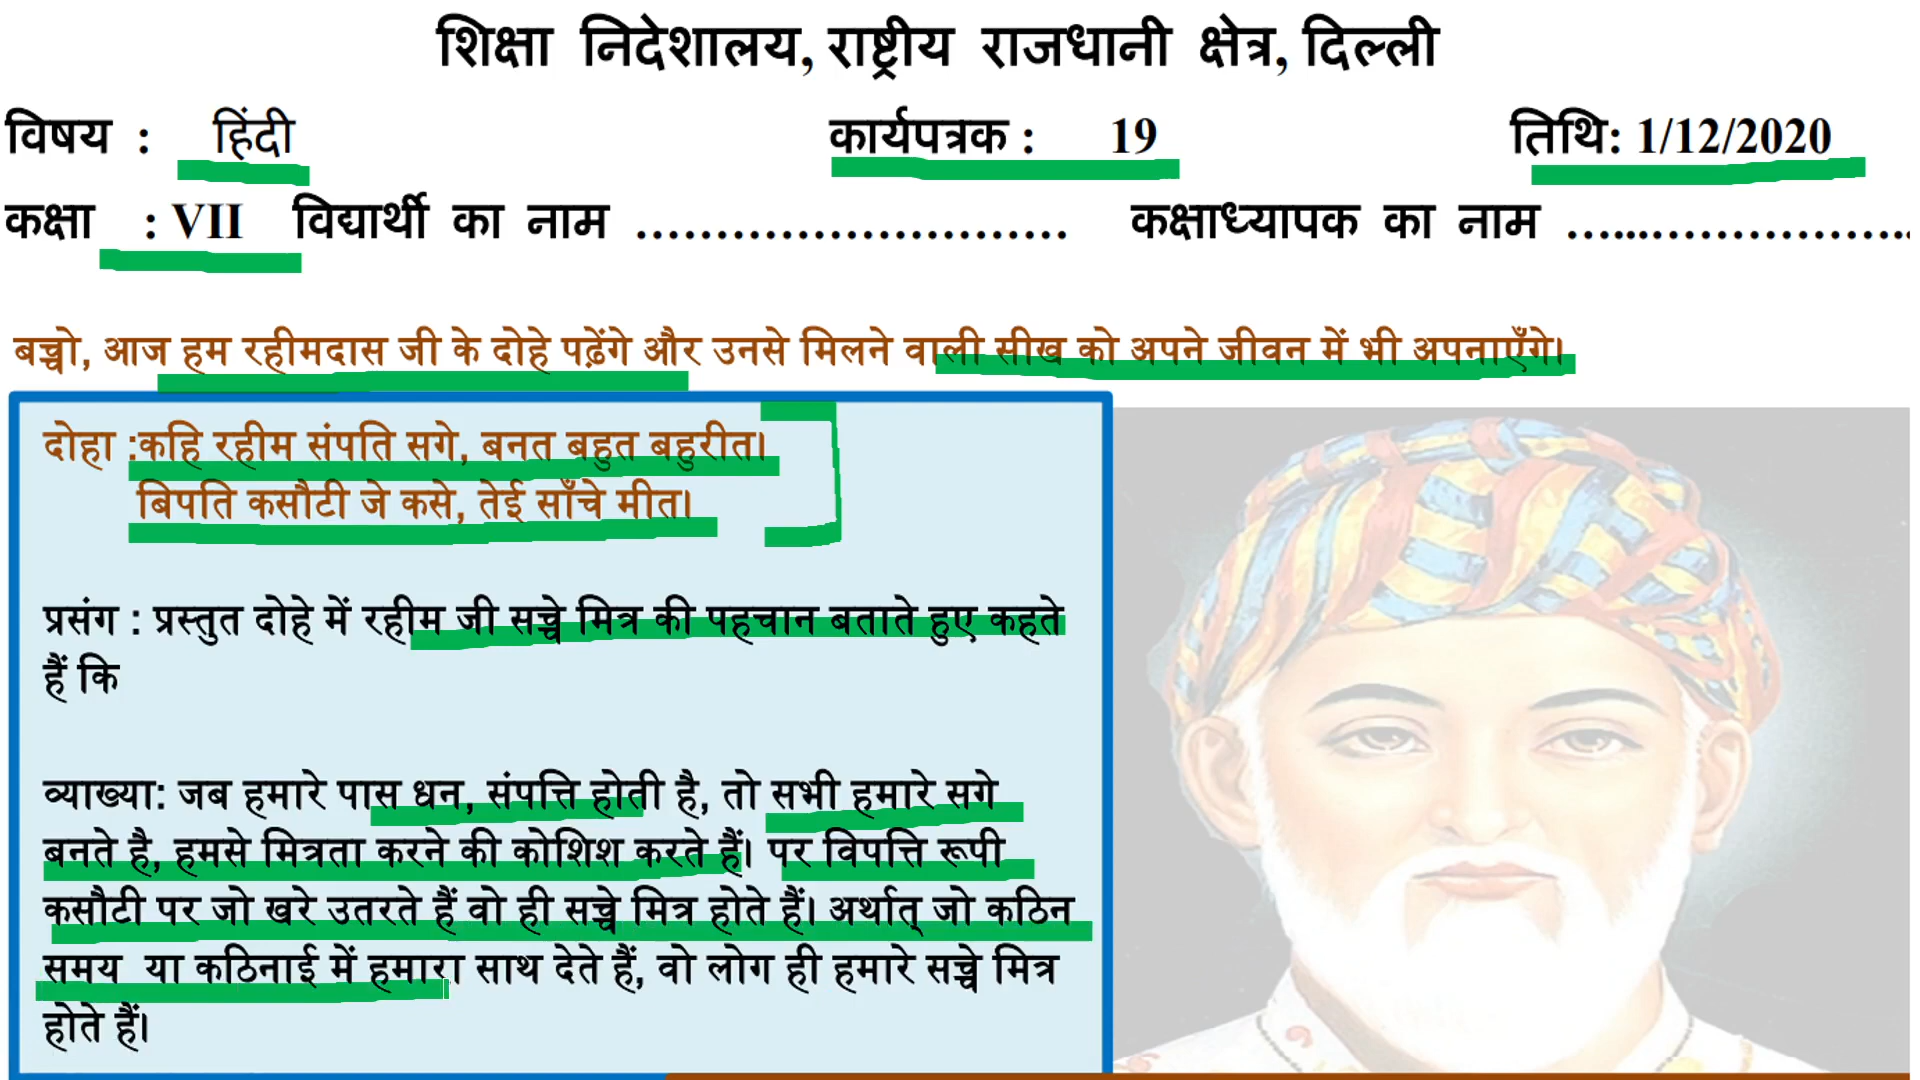 शिक्षा निदेशालय, राष्ट्रीय राजधानी क्षेत्र, दिल्ली
विषय : हिंदी कार्यपत्रक : 19 तिथि: 1/12/2020
कक्षा : VII विद्यार्थी का नाम ............................ कक्षाध्यापक का नाम ......................
बच्चो, आज हम रहीमदास जी के दोहे पढ़ेंगे और उनसे मिलने वाली सीख को अपने जीवन में भी अपनाएँगे।
दोहा :कहि रहीम संपति सगे, बनत बहुत बहुरीत।
बिपति कसौटी जे कसे, तेई साँचे मीत।
प्रसंग : प्रस्तुत दोहे में रहीम जी सच्चे मित्र की पहचान बताते हुए कहते
हैं कि
व्याख्या: जब हमारे पास धन, संपत्ति होती है, तो सभी हमारे सगे
बनते है, हमसे मित्रता करने की कोशिश करते हैं। पर विपत्ति रूपी
कसौटी पर जो खरे उतरते हैं वो ही सच्चे मित्र होते हैं। अर्थात् जो कठिन
समय या कठिनाई में हमारा साथ देते हैं, वो लोग ही हमारे सच्चे मित्र
होते हैं।